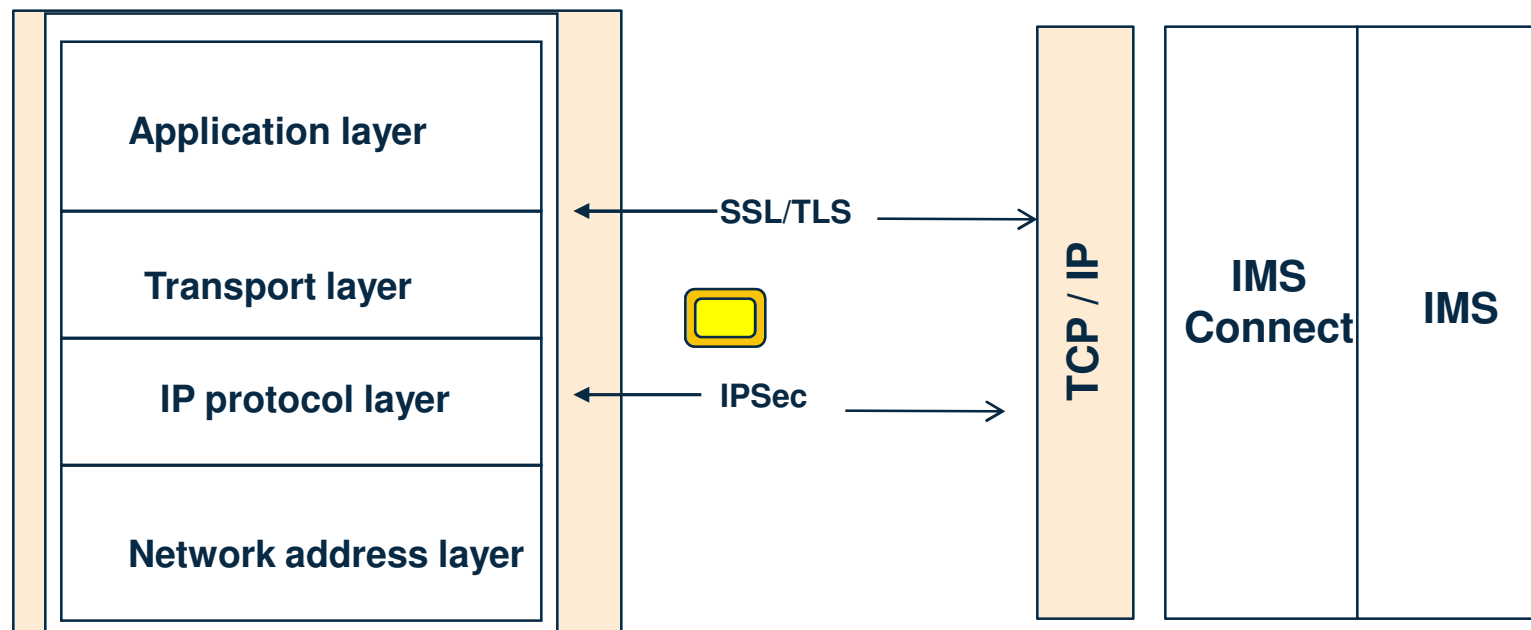 Application layer
Transport layer
IP protocol layer
Network address layer
SSL/TLS
IPSec
TCP / IP
IMS
Connect
IMS